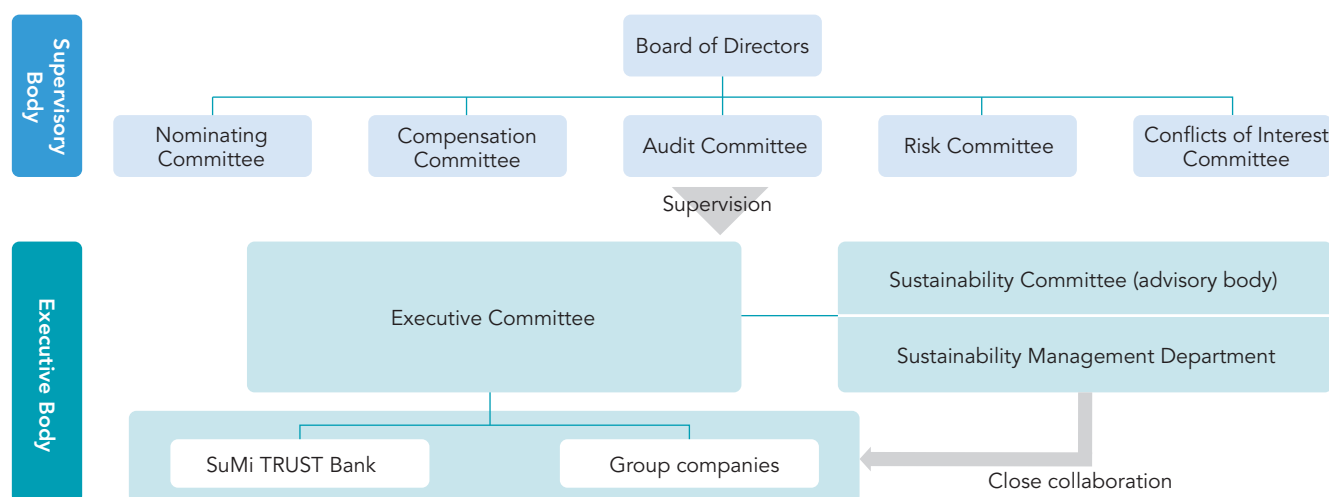 Supervisory
Body
Board of Directors
Nominating
Committee
Compensation
Committee
Audit Committee
Risk Committee
Conflicts of Interest
Committee
Supervision
Executive Body
Executive Committee
Sustainability Committee (advisory body)
Sustainability Management Department
SuMi TRUST Bank
Group companies
Close collaboration